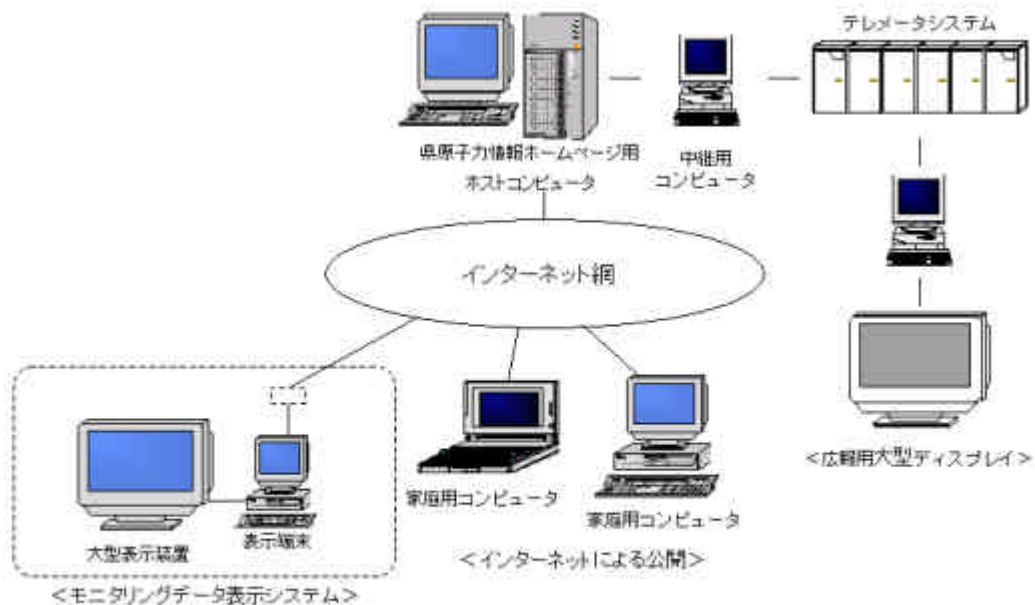 テレメータシステム
県原子力情報ホームページ用
ホストコンピュータ
中継用
コンピュータ
インターネット網
<広報用大型ディスプレイ>
家庭用コンピュータ
家庭用コンピュータ
大型表示装置
表示端末
<インターネットによる公開>
<モニタリングデータ表示システム>